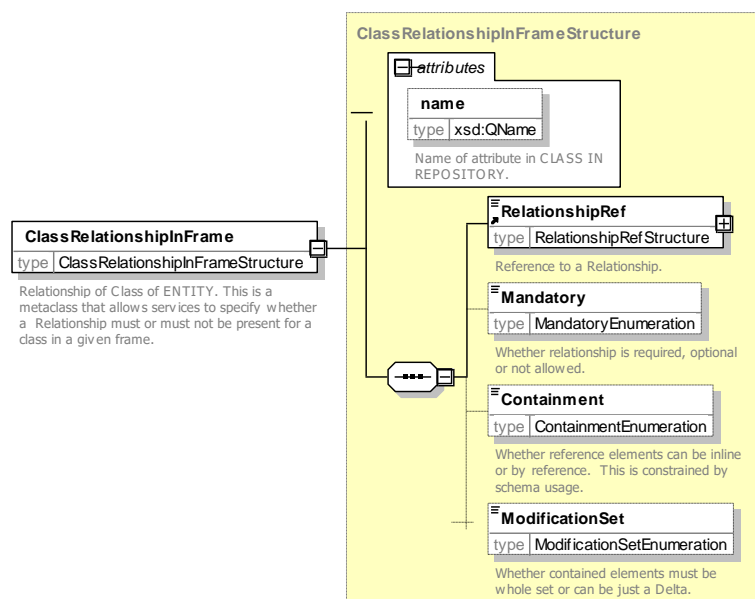 ClassRelationshipInFrameStructure
attributes
name
type xsd:QName
Name of attribute in CLASS IN
REPOSITORY.
ClassRelationshipInFrame
type ClassRelationshipInFrameStructure
Relationship of Class of ENTITY. This is a
metaclass that allows services to specify whether
a Relationship must or must not be present for a
class in a given frame.
RelationshipRef
type RelationshipRefStructure
Reference to a Relationship.
Mandatory
type MandatoryEnumeration
Whether relationship is required, optional
or not allowed.
Containment
type ContainmentEnumeration
Whether reference elements can be inline
or by reference. This is constrained by
schema usage.
ModificationSet
type ModificationSetEnumeration
Whether contained elements must be
whole set or can be just a Delta.